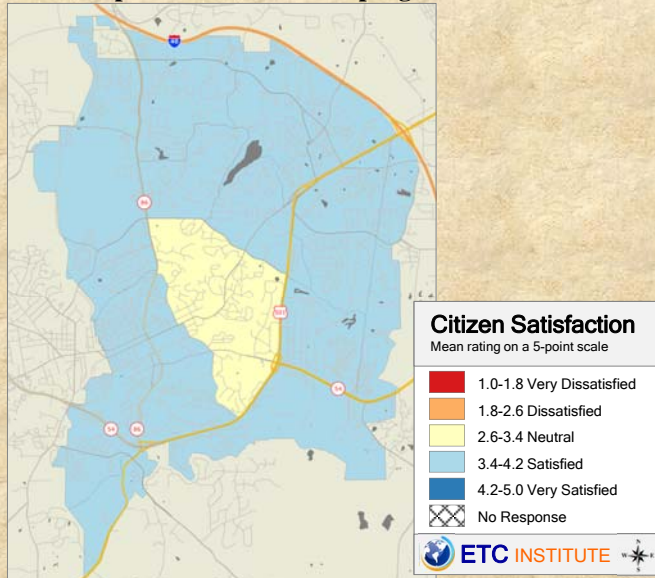 40
86
501
54
54
86
Citizen Satisfaction
Mean rating on a 5-point scale
1.0-1.8 Very Dissatisfied
1.8-2.6 Dissatisfied
2.6-3.4 Neutral
3.4-4.2 Satisfied
4.2-5.0 Very Satisfied
No Response
ETC INSTITUTE
N
W
E
S